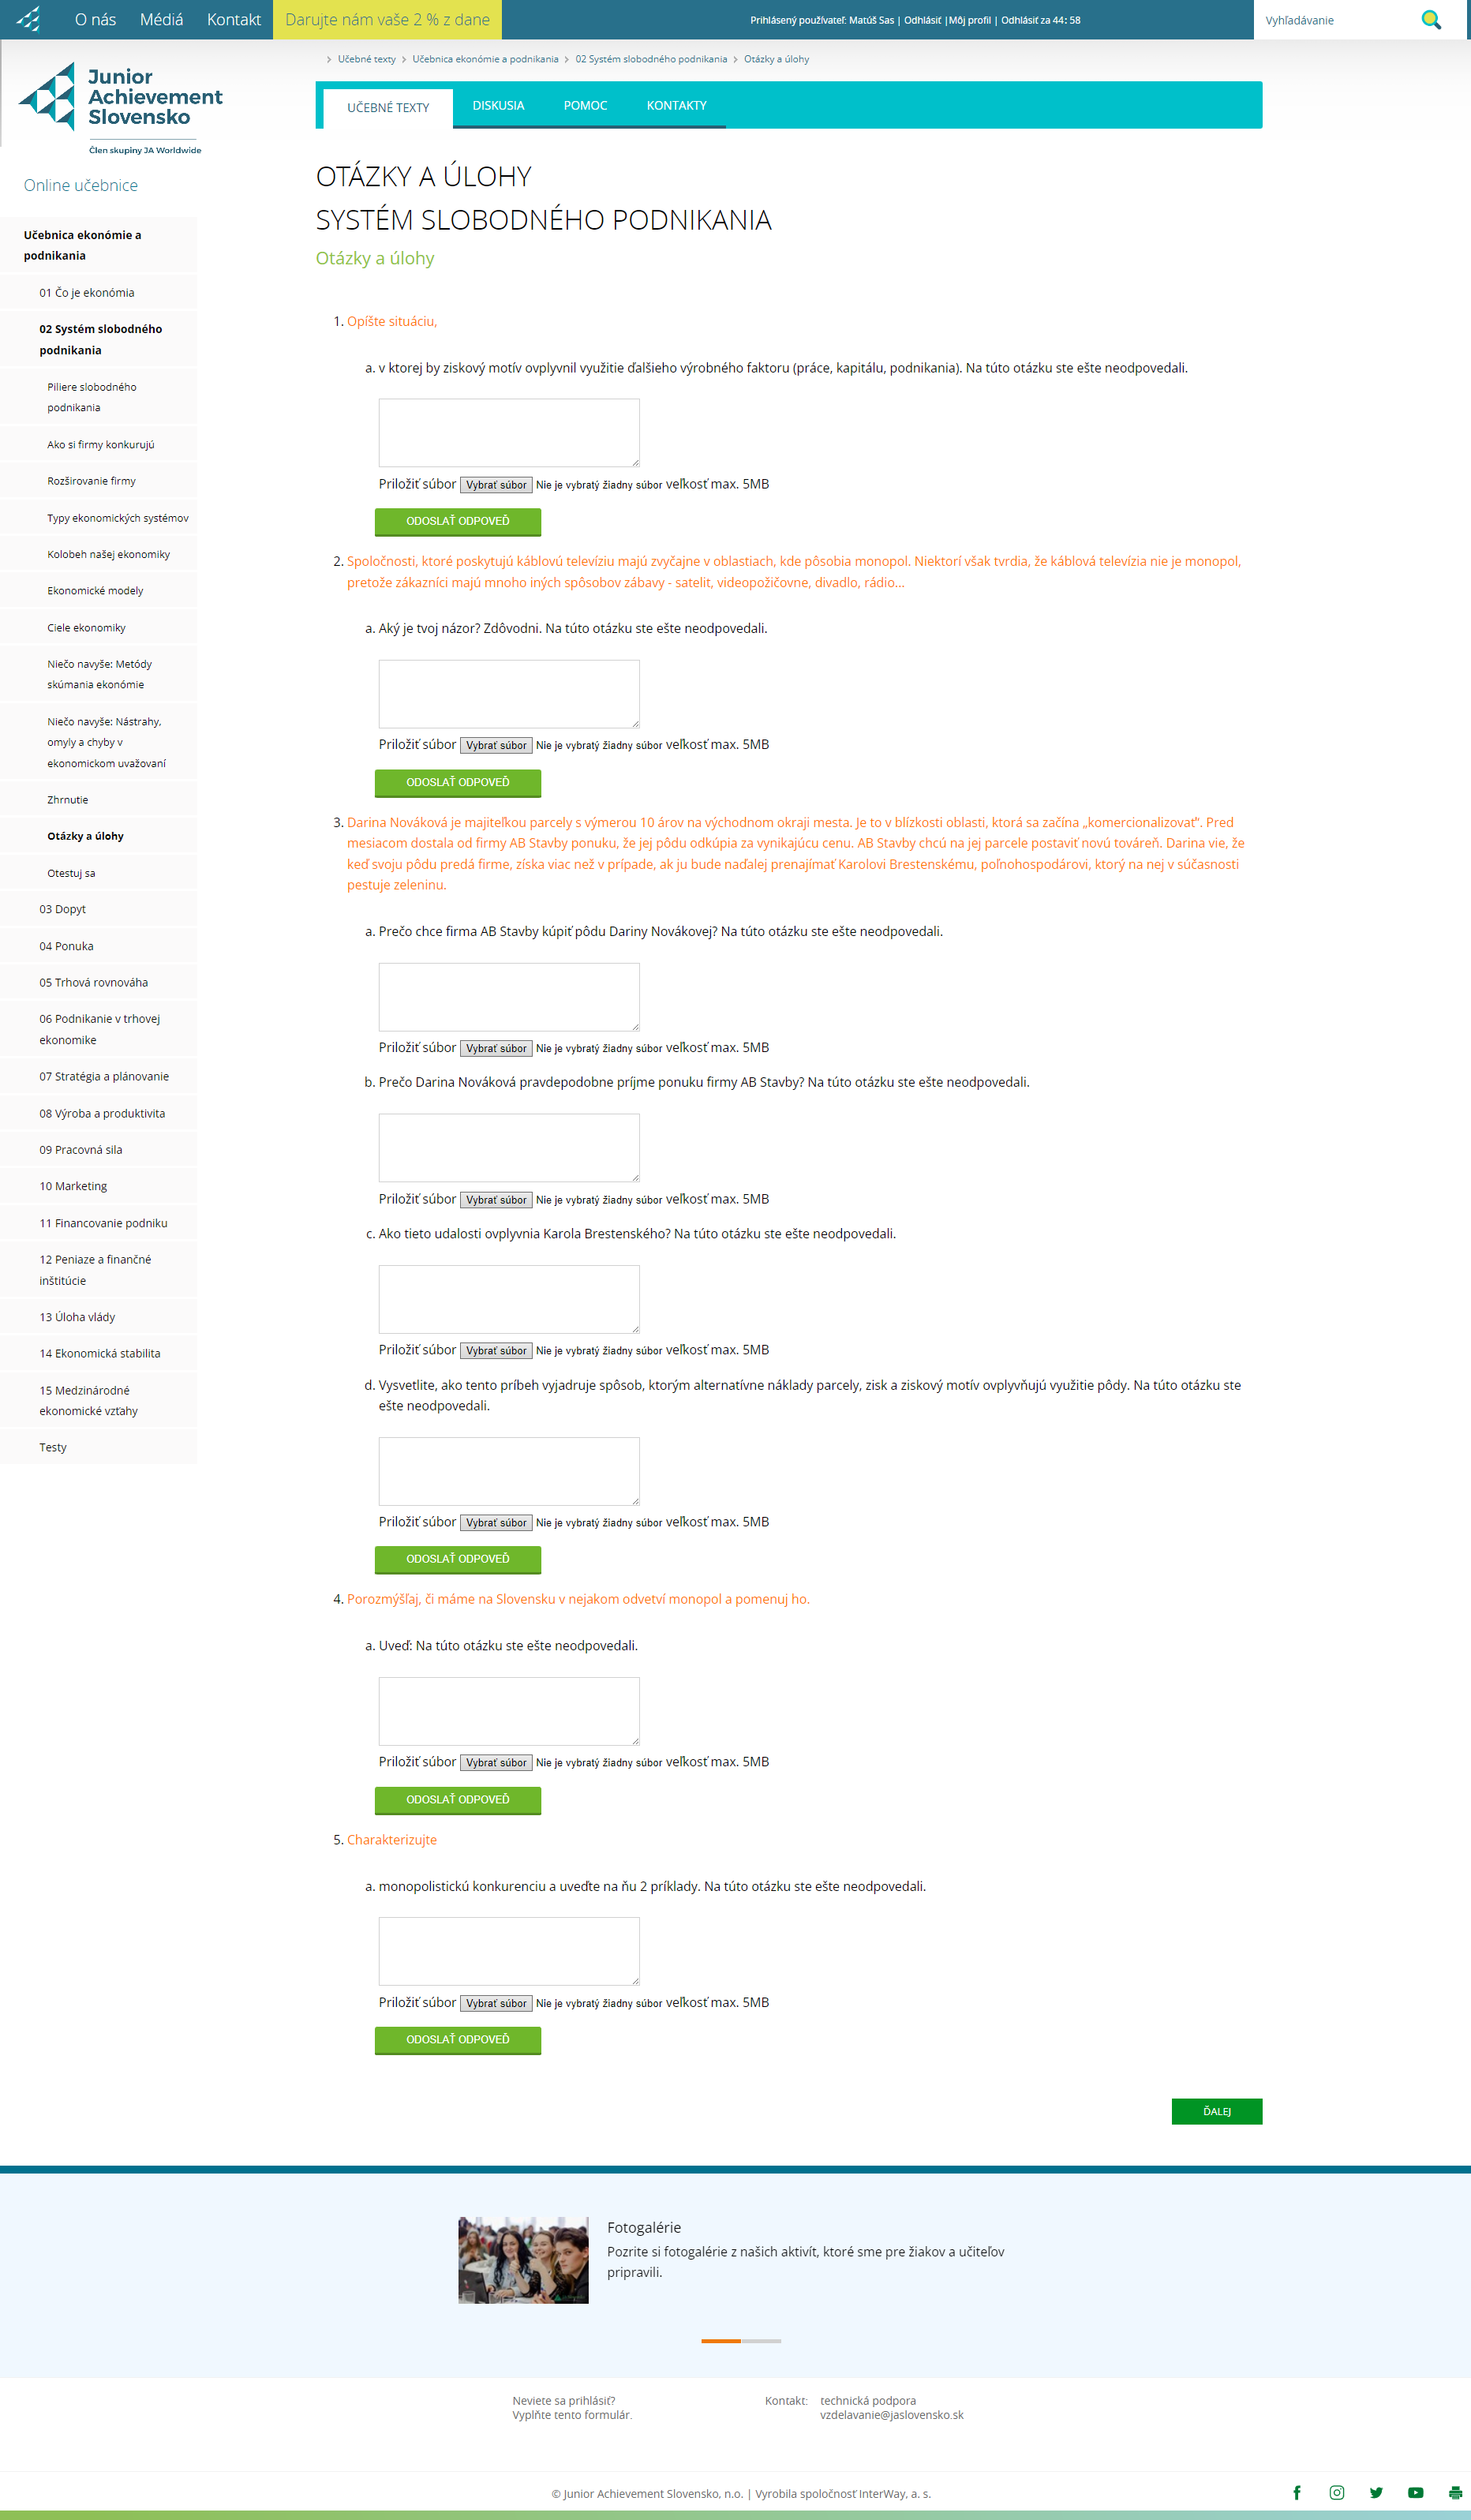 O nás
Médiá
Kontakt
Darujte nám vaše 2 % z dane
Prihlásený používateľ: Matúš Sas | Odhlásiť |Môj profil | Odhlásiť za 44: 58
Vyhľadávanie
Junior
Achievement
Slovensko
Člen skupiny JA Worldwide
Učebné texty
Učebnica ekonómie a podnikania
02 Systém slobodného podnikania
Otázky a úlohy
UČEBNÉ TEXTY
DISKUSIA
POMOC
KONTAKTY
Online učebnice
Učebnica ekonómie a
podnikania
01 Čo je ekonómia
02 Systém slobodného
podnikania
Piliere slobodného
podnikania
Ako si firmy konkurujú
Rozširovanie firmy
Typy ekonomických systémov
Kolobeh našej ekonomiky
Ekonomické modely
Ciele ekonomiky
Niečo navyše: Metódy
skúmania ekonómie
Niečo navyše: Nástrahy,
omyly a chyby v
ekonomickom uvažovaní
Zhrnutie
Otázky a úlohy
Otestuj sa
03 Dopyt
04 Ponuka
05 Trhová rovnováha
06 Podnikanie v trhovej
ekonomike
07 Stratégia a plánovanie
08 Výroba a produktivita
09 Pracovná sila
10 Marketing
11 Financovanie podniku
12 Peniaze a finančné
inštitúcie
13 Úloha vlády
14 Ekonomická stabilita
15 Medzinárodné
ekonomické vzťahy
Testy
OTÁZKY A ÚLOHY
SYSTÉM SLOBODNÉHO PODNIKANIA
Otázky a úlohy
1. Opíšte situáciu,
a. v ktorej by ziskový motív ovplyvnil využitie ďalšieho výrobného faktoru (práce, kapitálu, podnikania). Na túto otázku ste ešte neodpovedali.
Priložiť súbor Vybrať súbor Nie je vybratý žiadny súbor veľkosť max. 5MB
ODOSLAŤ ODPOVEĎ
2. Spoločnosti, ktoré poskytujú káblovú televíziu majú zvyčajne v oblastiach, kde pôsobia monopol. Niektorí však tvrdia, že káblová televízia nie je monopol,
pretože zákazníci majú mnoho iných spôsobov zábavy - satelit, videopožičovne, divadlo, rádio...
a. Aký je tvoj názor? Zdôvodni. Na túto otázku ste ešte neodpovedali.
Priložiť súbor Vybrať súbor Nie je vybratý žiadny súbor veľkosť max. 5MB
ODOSLAŤ ODPOVEĎ
3. Darina Nováková je majiteľkou parcely s výmerou 10 árov na východnom okraji mesta. Je to v blízkosti oblasti, ktorá sa začína „komercionalizovať“. Pred
mesiacom dostala od firmy AB Stavby ponuku, že jej pôdu odkúpia za vynikajúcu cenu. AB Stavby chcú na jej parcele postaviť novú továreň. Darina vie, že
keď svoju pôdu predá firme, získa viac než v prípade, ak ju bude naďalej prenajímať Karolovi Brestenskému, poľnohospodárovi, ktorý na nej v súčasnosti
pestuje zeleninu.
a. Prečo chce firma AB Stavby kúpiť pôdu Dariny Novákovej? Na túto otázku ste ešte neodpovedali.
Priložiť súbor Vybrať súbor Nie je vybratý žiadny súbor veľkosť max. 5MB
b. Prečo Darina Nováková pravdepodobne príjme ponuku firmy AB Stavby? Na túto otázku ste ešte neodpovedali.
Priložiť súbor Vybrať súbor Nie je vybratý žiadny súbor veľkosť max. 5MB
c. Ako tieto udalosti ovplyvnia Karola Brestenského? Na túto otázku ste ešte neodpovedali.
Priložiť súbor Vybrať súbor Nie je vybratý žiadny súbor veľkosť max. 5MB
d. Vysvetlite, ako tento príbeh vyjadruje spôsob, ktorým alternatívne náklady parcely, zisk a ziskový motív ovplyvňujú využitie pôdy. Na túto otázku ste
ešte neodpovedali.
Priložiť súbor Vybrať súbor Nie je vybratý žiadny súbor veľkosť max. 5MB
ODOSLAŤ ODPOVEĎ
4. Porozmýšľaj, či máme na Slovensku v nejakom odvetví monopol a pomenuj ho.
a. Uveď: Na túto otázku ste ešte neodpovedali.
Priložiť súbor Vybrať súbor Nie je vybratý žiadny súbor veľkosť max. 5MB
ODOSLAŤ ODPOVEĎ
5. Charakterizujte
a. monopolistickú konkurenciu a uveďte na ňu 2 príklady. Na túto otázku ste ešte neodpovedali.
Priložiť súbor Vybrať súbor Nie je vybratý žiadny súbor veľkosť max. 5MB
ODOSLAŤ ODPOVEĎ
ĎALEJ
Fotogalérie
Pozrite si fotogalérie z našich aktivít, ktoré sme pre žiakov a učiteľov
pripravili.
Neviete sa prihlásiť?
Vyplňte tento formulár.
Kontakt: technická podpora
vzdelavanie@jaslovensko.sk
© Junior Achievement Slovensko, n.o. | Vyrobila spoločnosť InterWay, a. s.